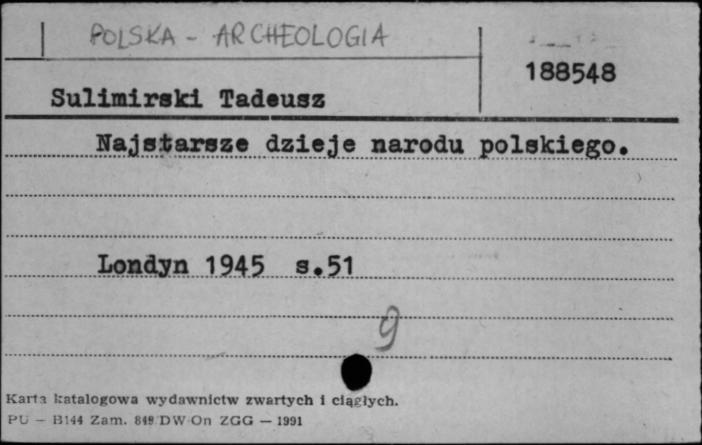 POLSKA - ARCHEOLOGIA
188548
Sulimirski Tadeusz
Najstarsze dzieje narodu polskiego.
Londyn 1945 s.51
9
Karta katalogowa wydawnictw zwartych i ciągłych.
PU — B144 Zam. 849 DW On ZGG — 1991